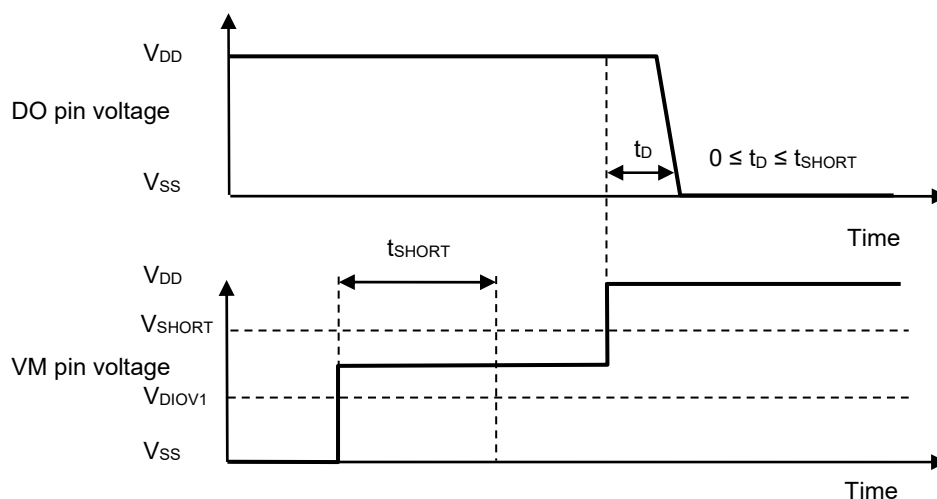 VDD
DO pin voltage
tD
0 ≤ tD ≤ tSHORT
VSS
Time
tSHORT
VDD
VSHORT
VM pin voltage
VDIOV1
VSS
Time